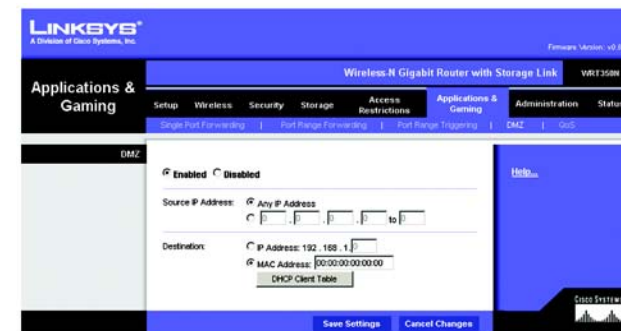 LINKSYS®
A Division of Cisco Systems, Inc.
Firmware Version: v0.8
Wireless-N Gigabit Router with Storage Link WRT350N
Applications & Gaming
Setup Wireless Security Storage Access Restrictions Applications & Gaming Administration Status
Single Port Forwarding | Port Range Forwarding | Port Range Triggering | DMZ | QoS
DMZ
Enabled Disabled
Help...
Source IP Address: Any IP Address
0 . 0 . 0 . 0 to 0
Destination: IP Address: 192 . 168 . 1. 0
MAC Address: 00:00:00:00:00:00
DHCP Client Table
CISCO SYSTEMS
Save Settings Cancel Changes